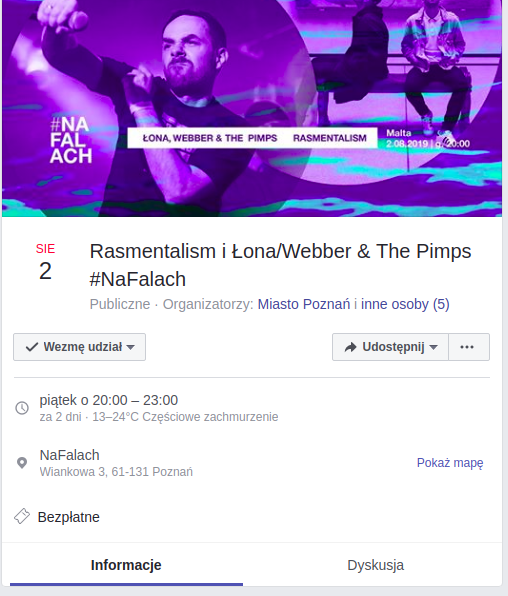 #NA
FAL
ACH
ŁONA, WEBBER & THE PIMPS RASMENTALISM
Malta
2.08.2019 | g. 20:00
SIE
2
Rasmentalism i Łona/Webber & The Pimps
#NaFalach
Publiczne · Organizatorzy: Miasto Poznań i inne osoby (5)
Wezmę udział
Udostępnij
piątek o 20:00 – 23:00
za 2 dni · 13–24°C Częściowe zachmurzenie
NaFalach
Wiankowa 3, 61-131 Poznań
Pokaż mapę
Bezpłatne
Informacje
Dyskusja